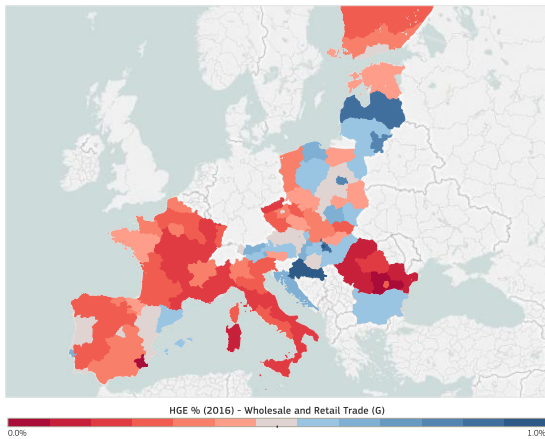 HGE % (2016) – Wholesale and Retail Trade (G)
0.0% 1.0%